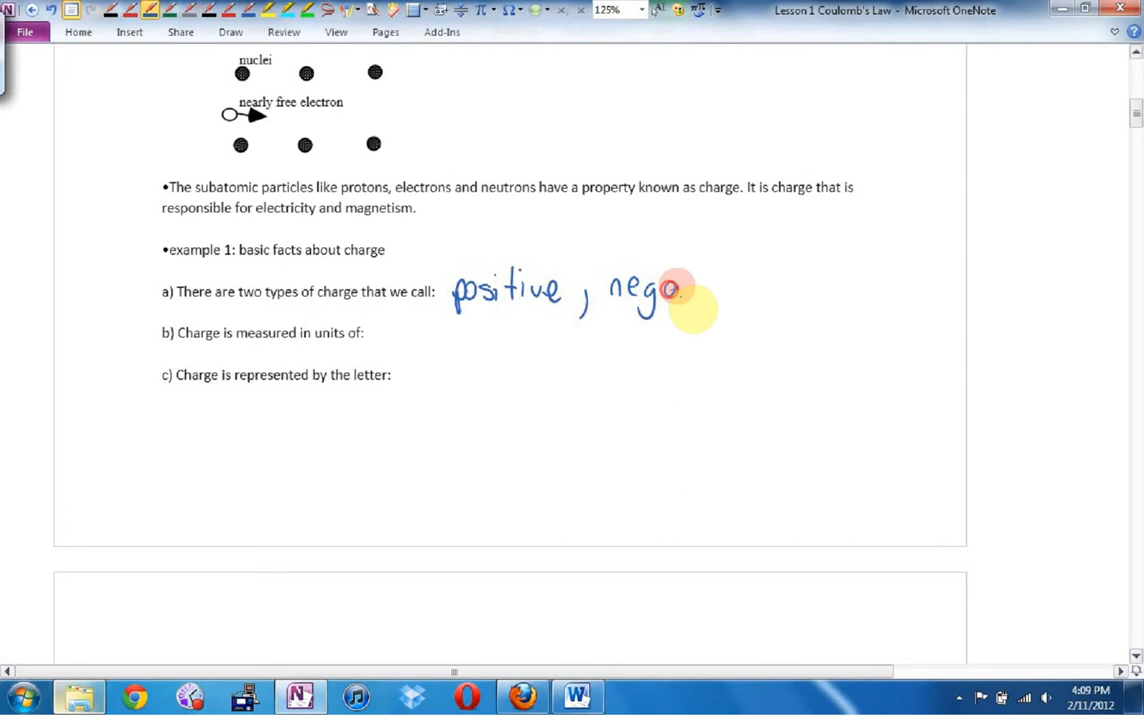 125%
Lesson 1 Coulomb's Law - Microsoft OneNote
File Home Insert Share Draw Review View Pages Add-Ins
nuclei
nearly free electron
•The subatomic particles like protons, electrons and neutrons have a property known as charge. It is charge that is
responsible for electricity and magnetism.
•example 1: basic facts about charge
a) There are two types of charge that we call: positive, nega
b) Charge is measured in units of:
c) Charge is represented by the letter:
4:09 PM
2/11/2012